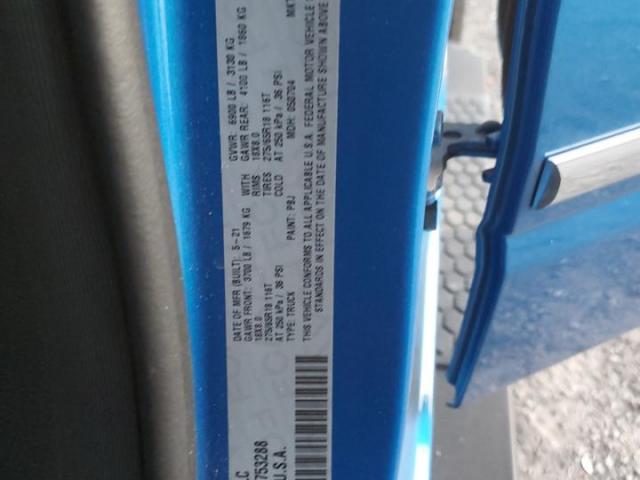 LC
753288
U.S.A.
DATE OF MFR (BUILT): 5-21 GVWR: 6900 LB / 3130 KG
GAWR FRONT: 3700 LB / 1679 KG WITH GAWR REAR: 4100 LB / 1860 KG
18X8.0 RIMS 18X8.0
275/65R18 116T TIRES 275/65R18 116T
AT 250 kPa / 36 PSI COLD AT 250 kPa / 36 PSI
TYPE: TRUCK PAINT: PBJ MDH: 050704 MKT
THIS VEHICLE CONFORMS TO ALL APPLICABLE U.S.A. FEDERAL MOTOR VEHICLE
STANDARDS IN EFFECT ON THE DATE OF MANUFACTURE SHOWN ABOVE